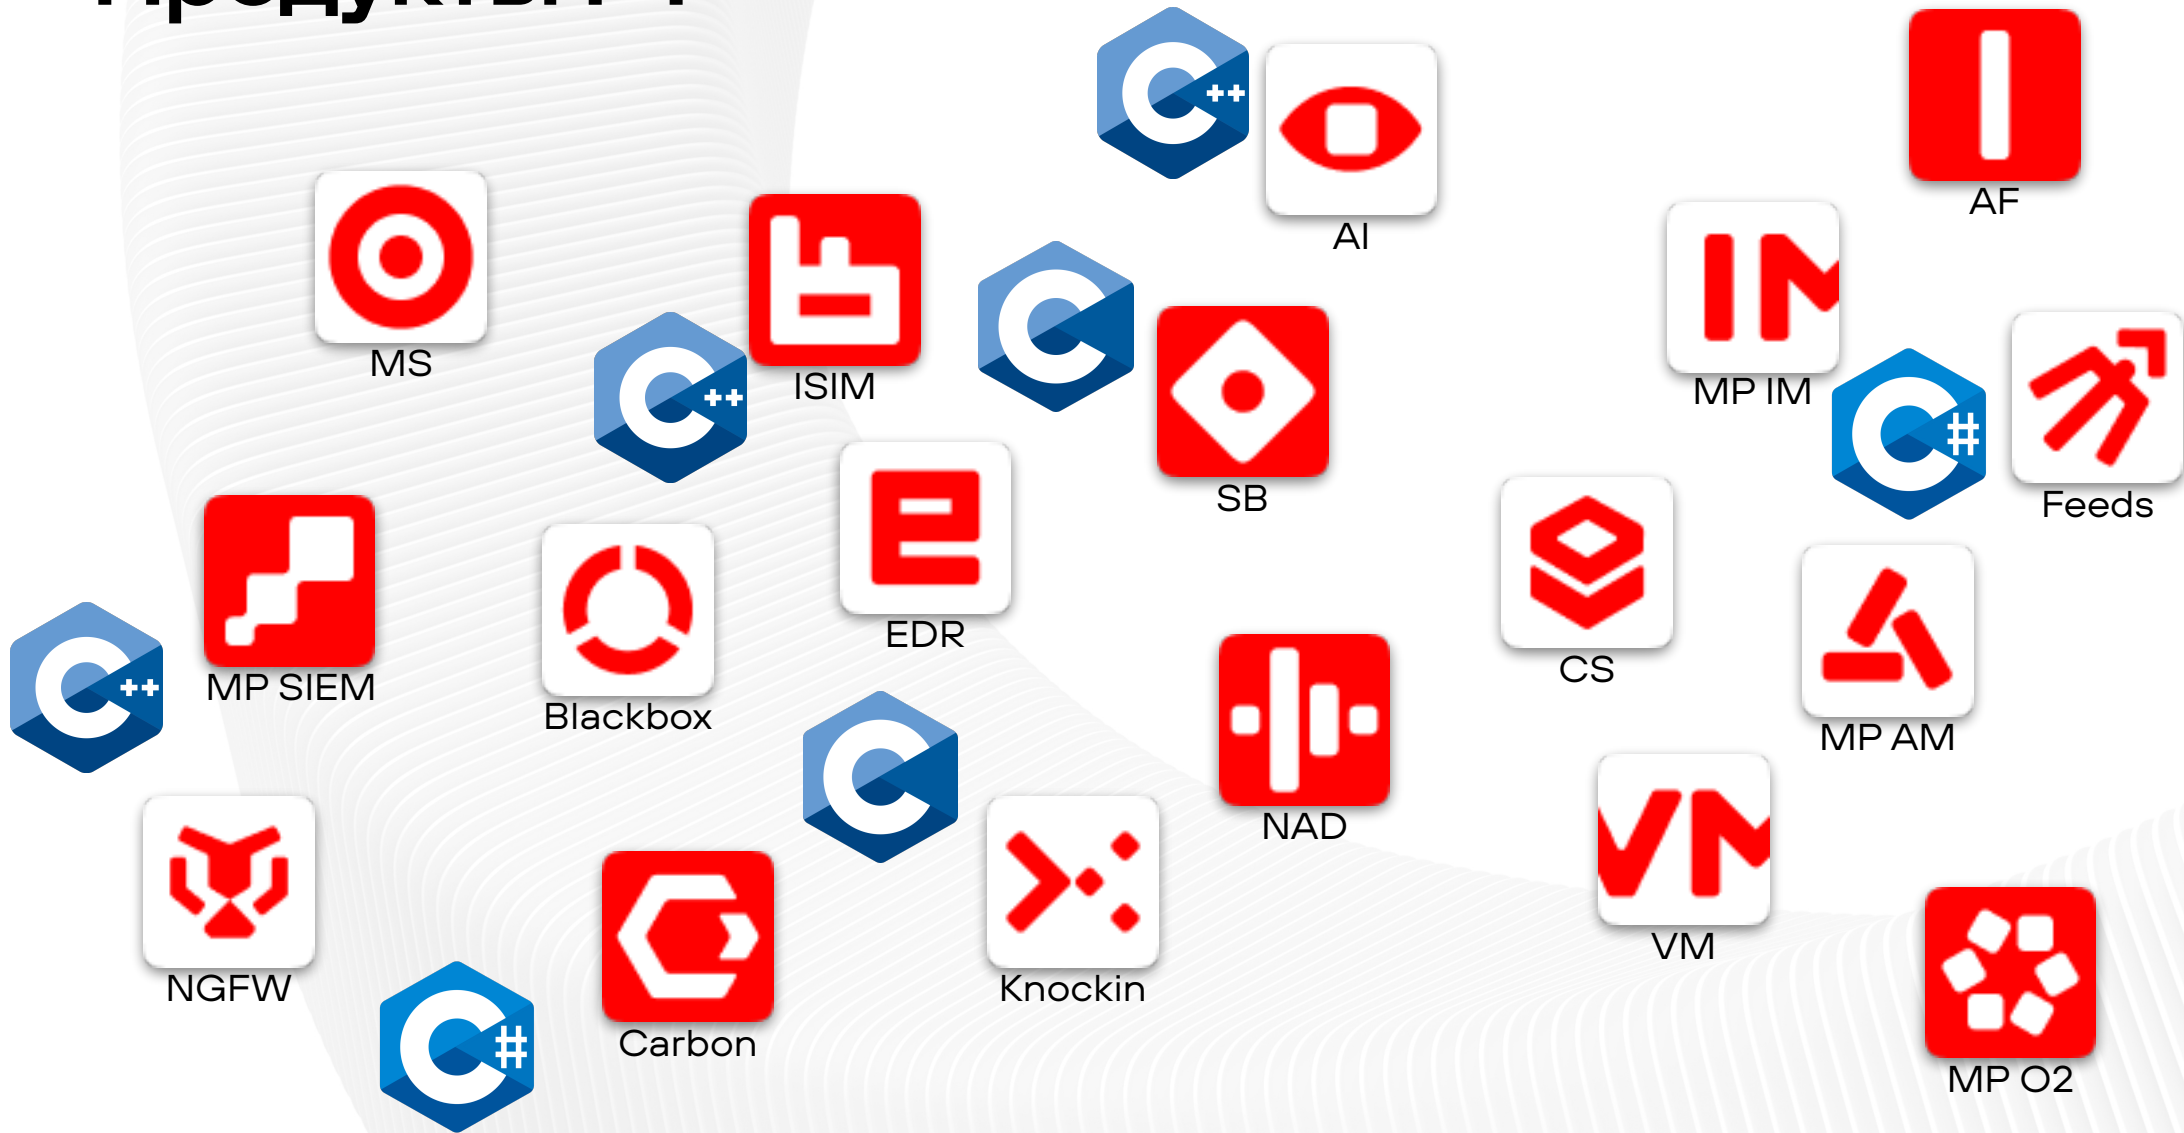 AI
AF
MS
ISIM
MP IM
SB
Feeds
EDR
CS
MP SIEM
Blackbox
MP AM
NAD
VM
NGFW
Knockin
Carbon
MP O2